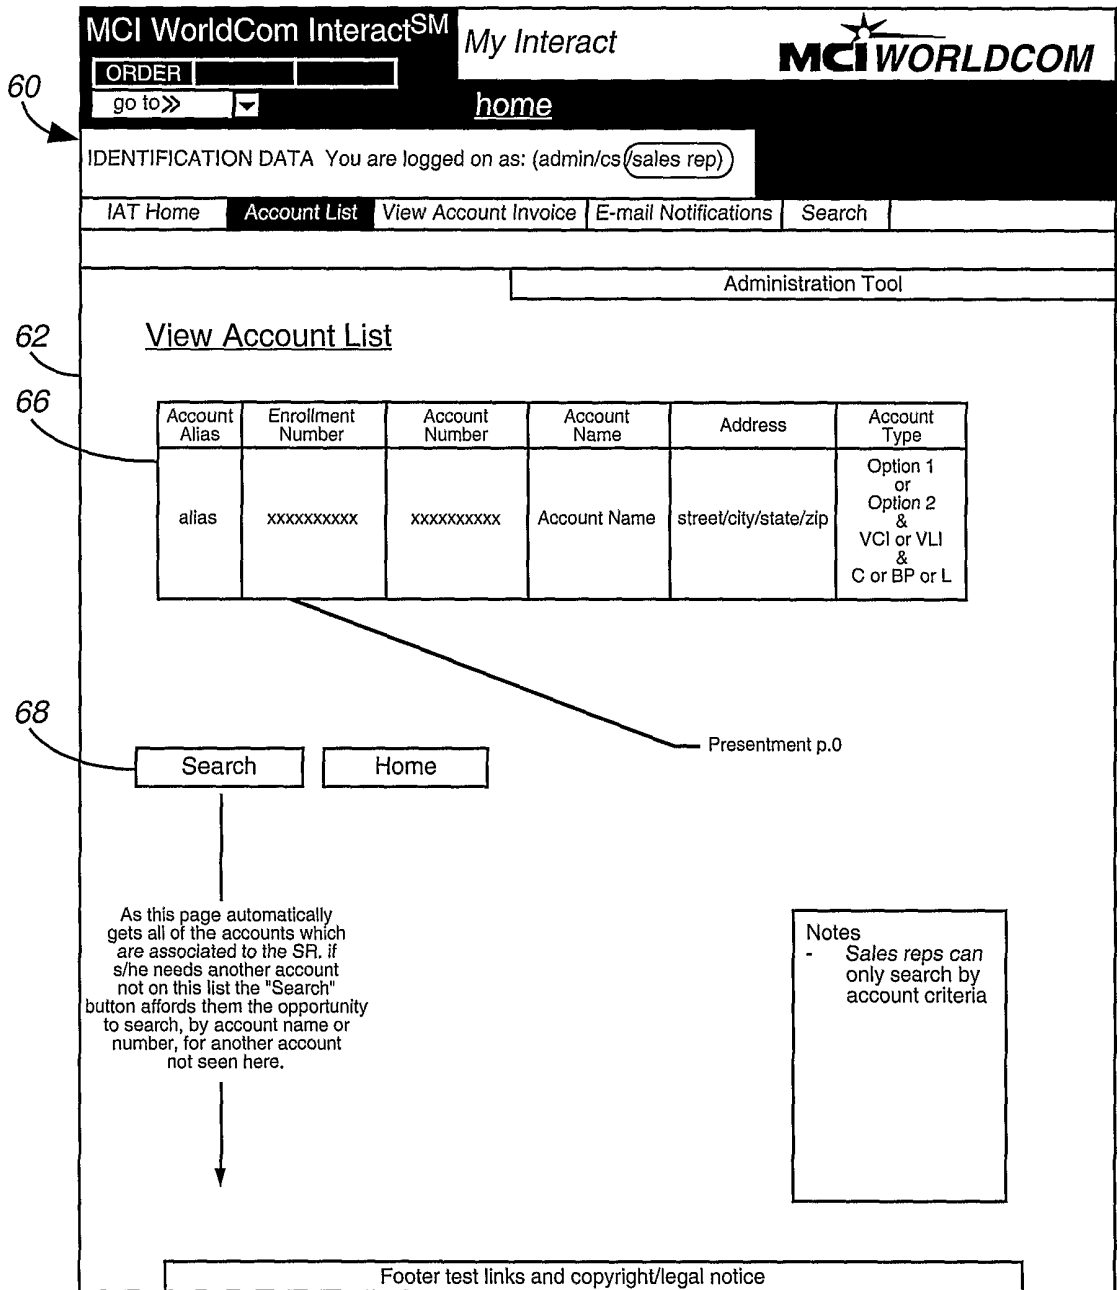 MCI WorldCom InteractSM
My Interact
MCI WORLDCOM
ORDER
60
go to»
home
IDENTIFICATION DATA You are logged on as: (admin/cs/sales rep)
IAT Home
Account List
View Account Invoice
E-mail Notifications
Search
Administration Tool
62
View Account List
66
Account Alias
Enrollment Number
Account Number
Account Name
Address
Account Type
alias
xxxxxxxxxx
xxxxxxxxxx
Account Name
street/city/state/zip
Option 1
or
Option 2
&
VCI or VLI
&
C or BP or L
68
Presentment p.0
Search
Home
As this page automatically
gets all of the accounts which
are associated to the SR. if
s/he needs another account
not on this list the "Search"
button affords them the opportunity
to search, by account name or
number, for another account
not seen here.
Notes
- Sales reps can
only search by
account criteria
Footer test links and copyright/legal notice